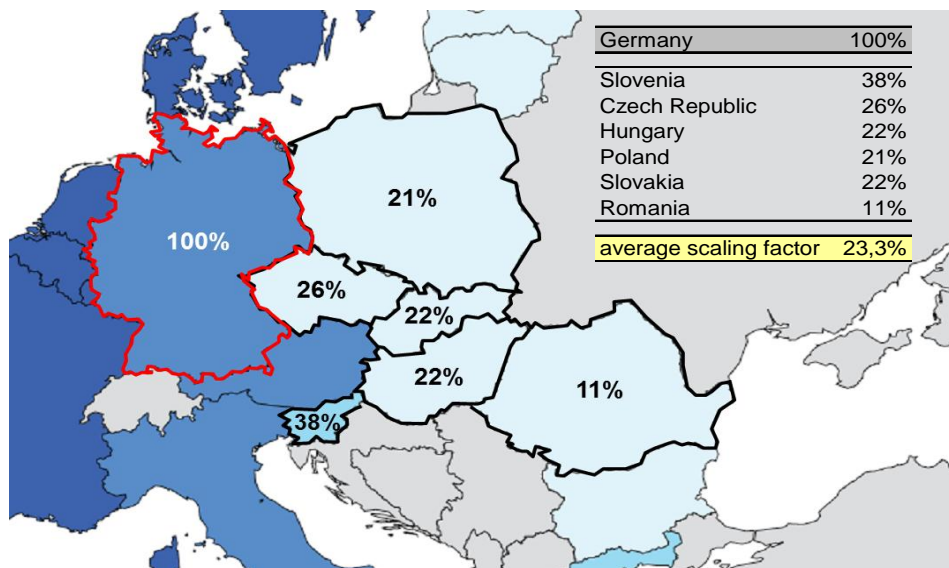 Germany 100%
Slovenia 38%
Czech Republic 26%
Hungary 22%
Poland 21%
Slovakia 22%
Romania 11%
average scaling factor 23,3%
21%
100%
26%
22%
22%
11%
38%